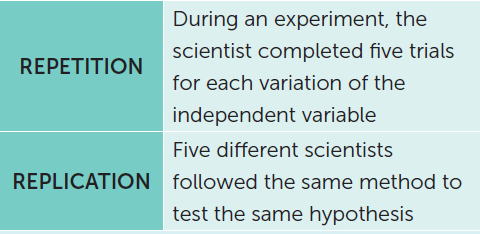 REPETITION
During an experiment, the
scientist completed five trials
for each variation of the
independent variable
REPLICATION
Five different scientists
followed the same method to
test the same hypothesis